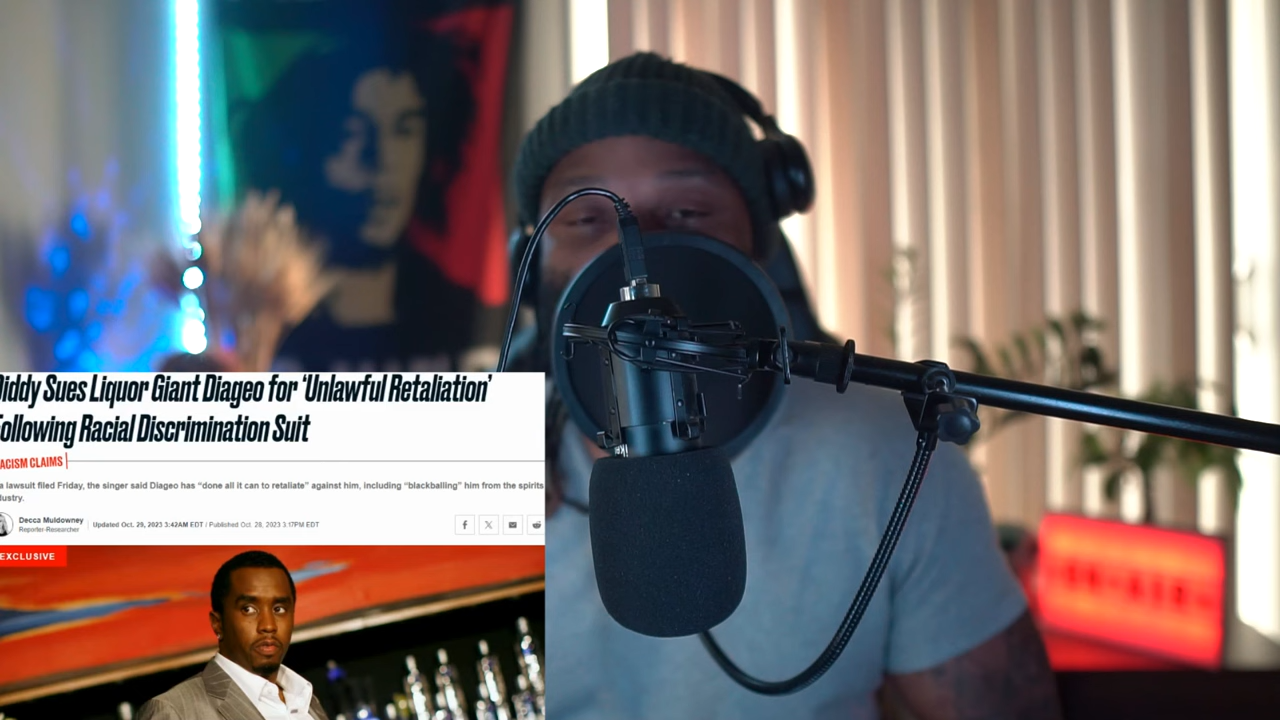 Diddy Sues Liquor Giant Diageo for ‘Unlawful Retaliation’
Following Racial Discrimination Suit
RACISM CLAIMS
a lawsuit filed Friday, the singer said Diageo has “done all it can to retaliate” against him, including “blackballing” him from the spirits
dustry.
Decca Muldowney
Reporter-Researcher
Updated Oct. 29, 2023 3:42AM EDT / Published Oct. 28, 2023 3:17PM EDT
EXCLUSIVE